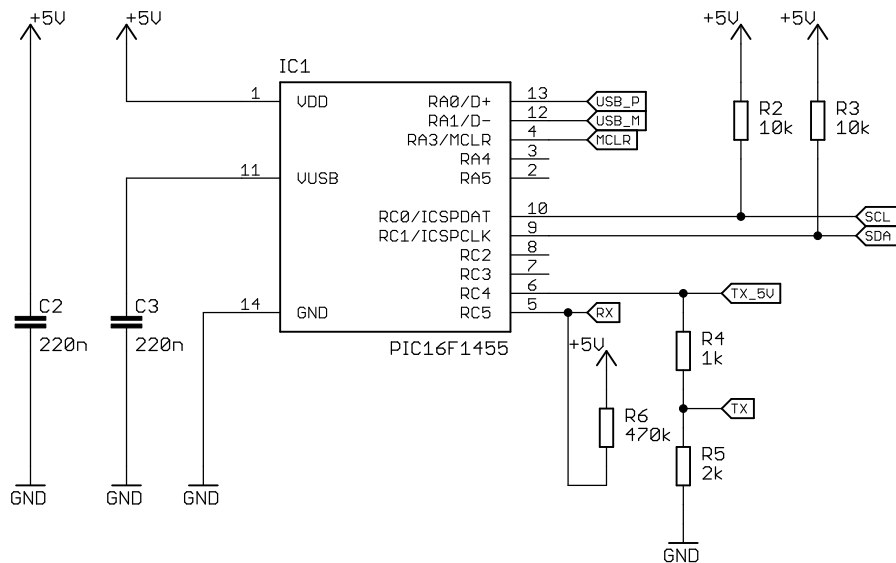 +5V
+5V
+5V
+5V
IC1
1
VDD
RA0/D+
13
USB_P
RA1/D-
12
USB_M
RA3/MCLR
4
MCLR
RA4
3
RA5
2
11
VUSB
R2
10k
R3
10k
RC0/ICSPDAT
10
SCL
RC1/ICSPCLK
9
SDA
RC2
8
RC3
7
RC4
6
TX_5V
14
GND
RC5
5
RX
C2
220n
C3
220n
PIC16F1455
+5V
R4
1k
R6
470k
TX
R5
2k
GND
GND
GND
GND